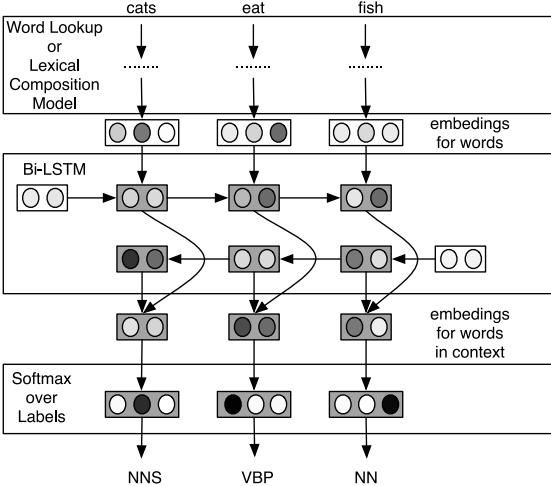 cats eat fish
Word Lookup
or
Lexical
Composition
Model
embedings
for words
Bi-LSTM
embedings
for words
in context
Softmax
over
Labels
NNS VBP NN